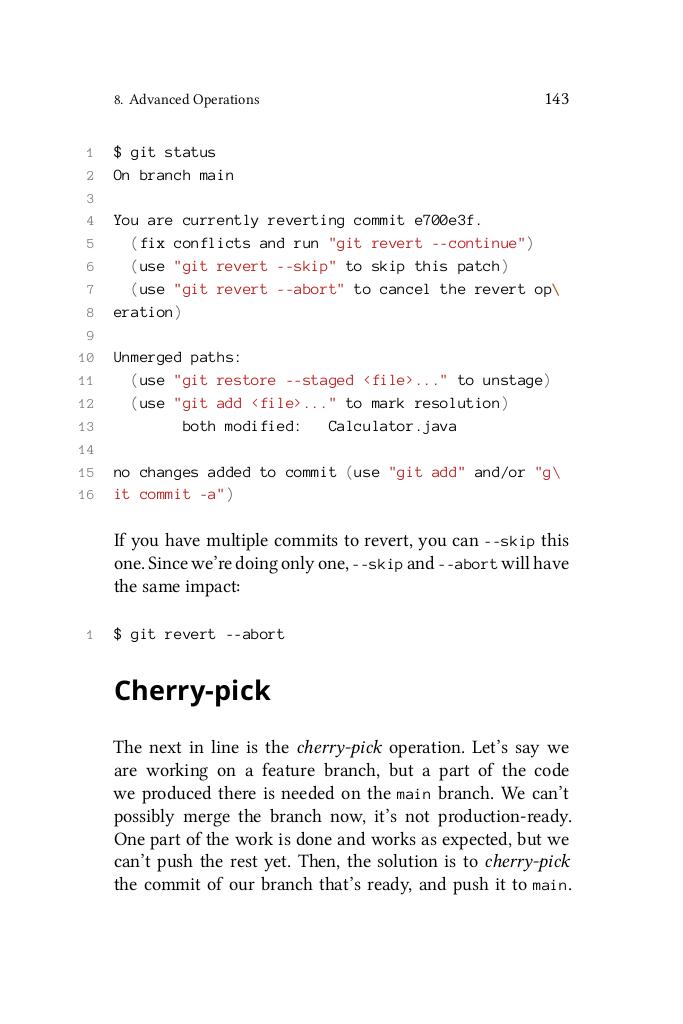 8. Advanced Operations 143
1 $ git status
2 On branch main
3
4 You are currently reverting commit e700e3f.
5 (fix conflicts and run "git revert --continue")
6 (use "git revert --skip" to skip this patch)
7 (use "git revert --abort" to cancel the revert op\
8 eration)
9
10 Unmerged paths:
11 (use "git restore --staged <file>..." to unstage)
12 (use "git add <file>..." to mark resolution)
13 both modified: Calculator.java
14
15 no changes added to commit (use "git add" and/or "g\
16 it commit -a")
If you have multiple commits to revert, you can --skip this
one. Since we're doing only one, --skip and --abort will have
the same impact:
1 $ git revert --abort
Cherry-pick
The next in line is the cherry-pick operation. Let's say we
are working on a feature branch, but a part of the code
we produced there is needed on the main branch. We can't
possibly merge the branch now, it's not production-ready.
One part of the work is done and works as expected, but we
can't push the rest yet. Then, the solution is to cherry-pick
the commit of our branch that's ready, and push it to main.